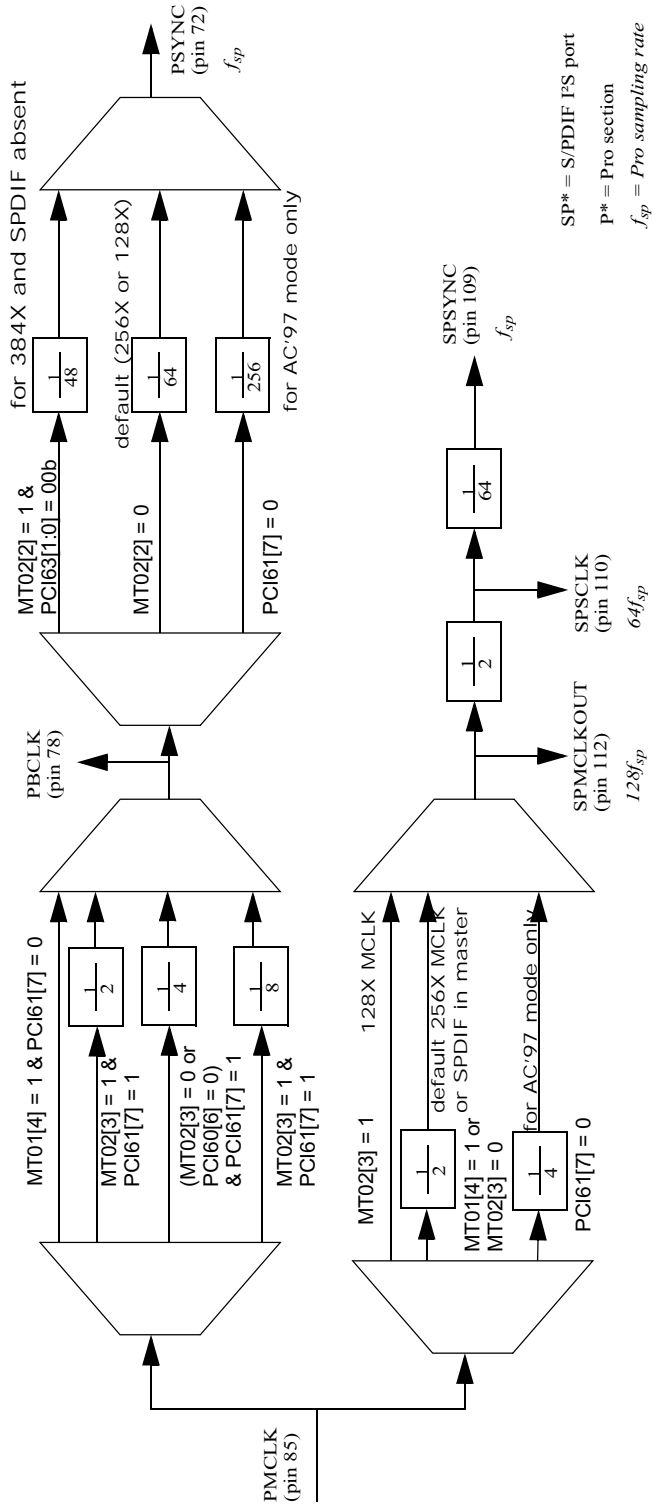 PMCLK
(pin 85)
MT01[4] = 1 & PCI61[7] = 0
MT02[3] = 1 &
PCI61[7] = 1
1
2
(MT02[3] = 0 or
PCI60[6] = 0)
& PCI61[7] = 1
1
4
MT02[3] = 1 &
PCI61[7] = 1
1
8
PBCLK
(pin 78)
MT02[2] = 1 &
PCI63[1:0] = 00b
1
48
for 384X and SPDIF absent
MT02[2] = 0
1
64
default (256X or 128X)
PCI61[7] = 0
1
256
for AC'97 mode only
PSYNC
(pin 72)
fsp
MT02[3] = 1
128X MCLK
1
2
MT01[4] = 1 or
MT02[3] = 0
default 256X MCLK
or SPDIF in master
1
4
PCI61[7] = 0
for AC'97 mode only
SPMCLKOUT
(pin 112)
128fsp
1
2
SPSCLK
(pin 110)
64fsp
1
64
SPSYNC
(pin 109)
fsp
SP* = S/PDIF I²S port
P* = Pro section
fsp = Pro sampling rate